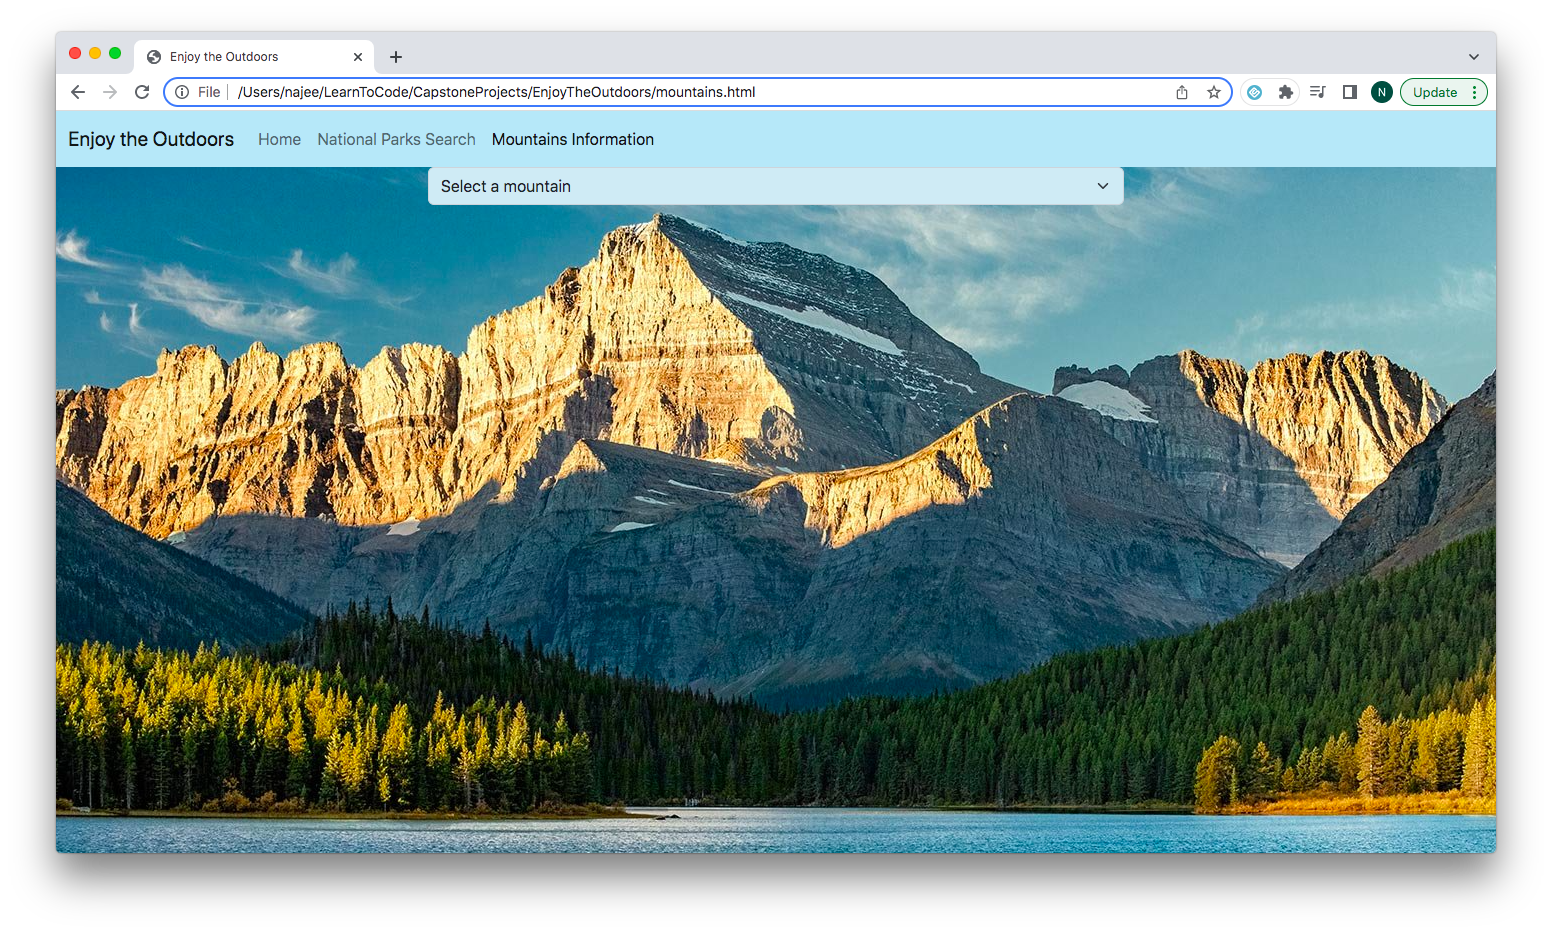 Enjoy the Outdoors
File /Users/najee/LearnToCode/CapstoneProjects/EnjoyTheOutdoors/mountains.html
N
Update
Enjoy the Outdoors Home National Parks Search Mountains Information
Select a mountain